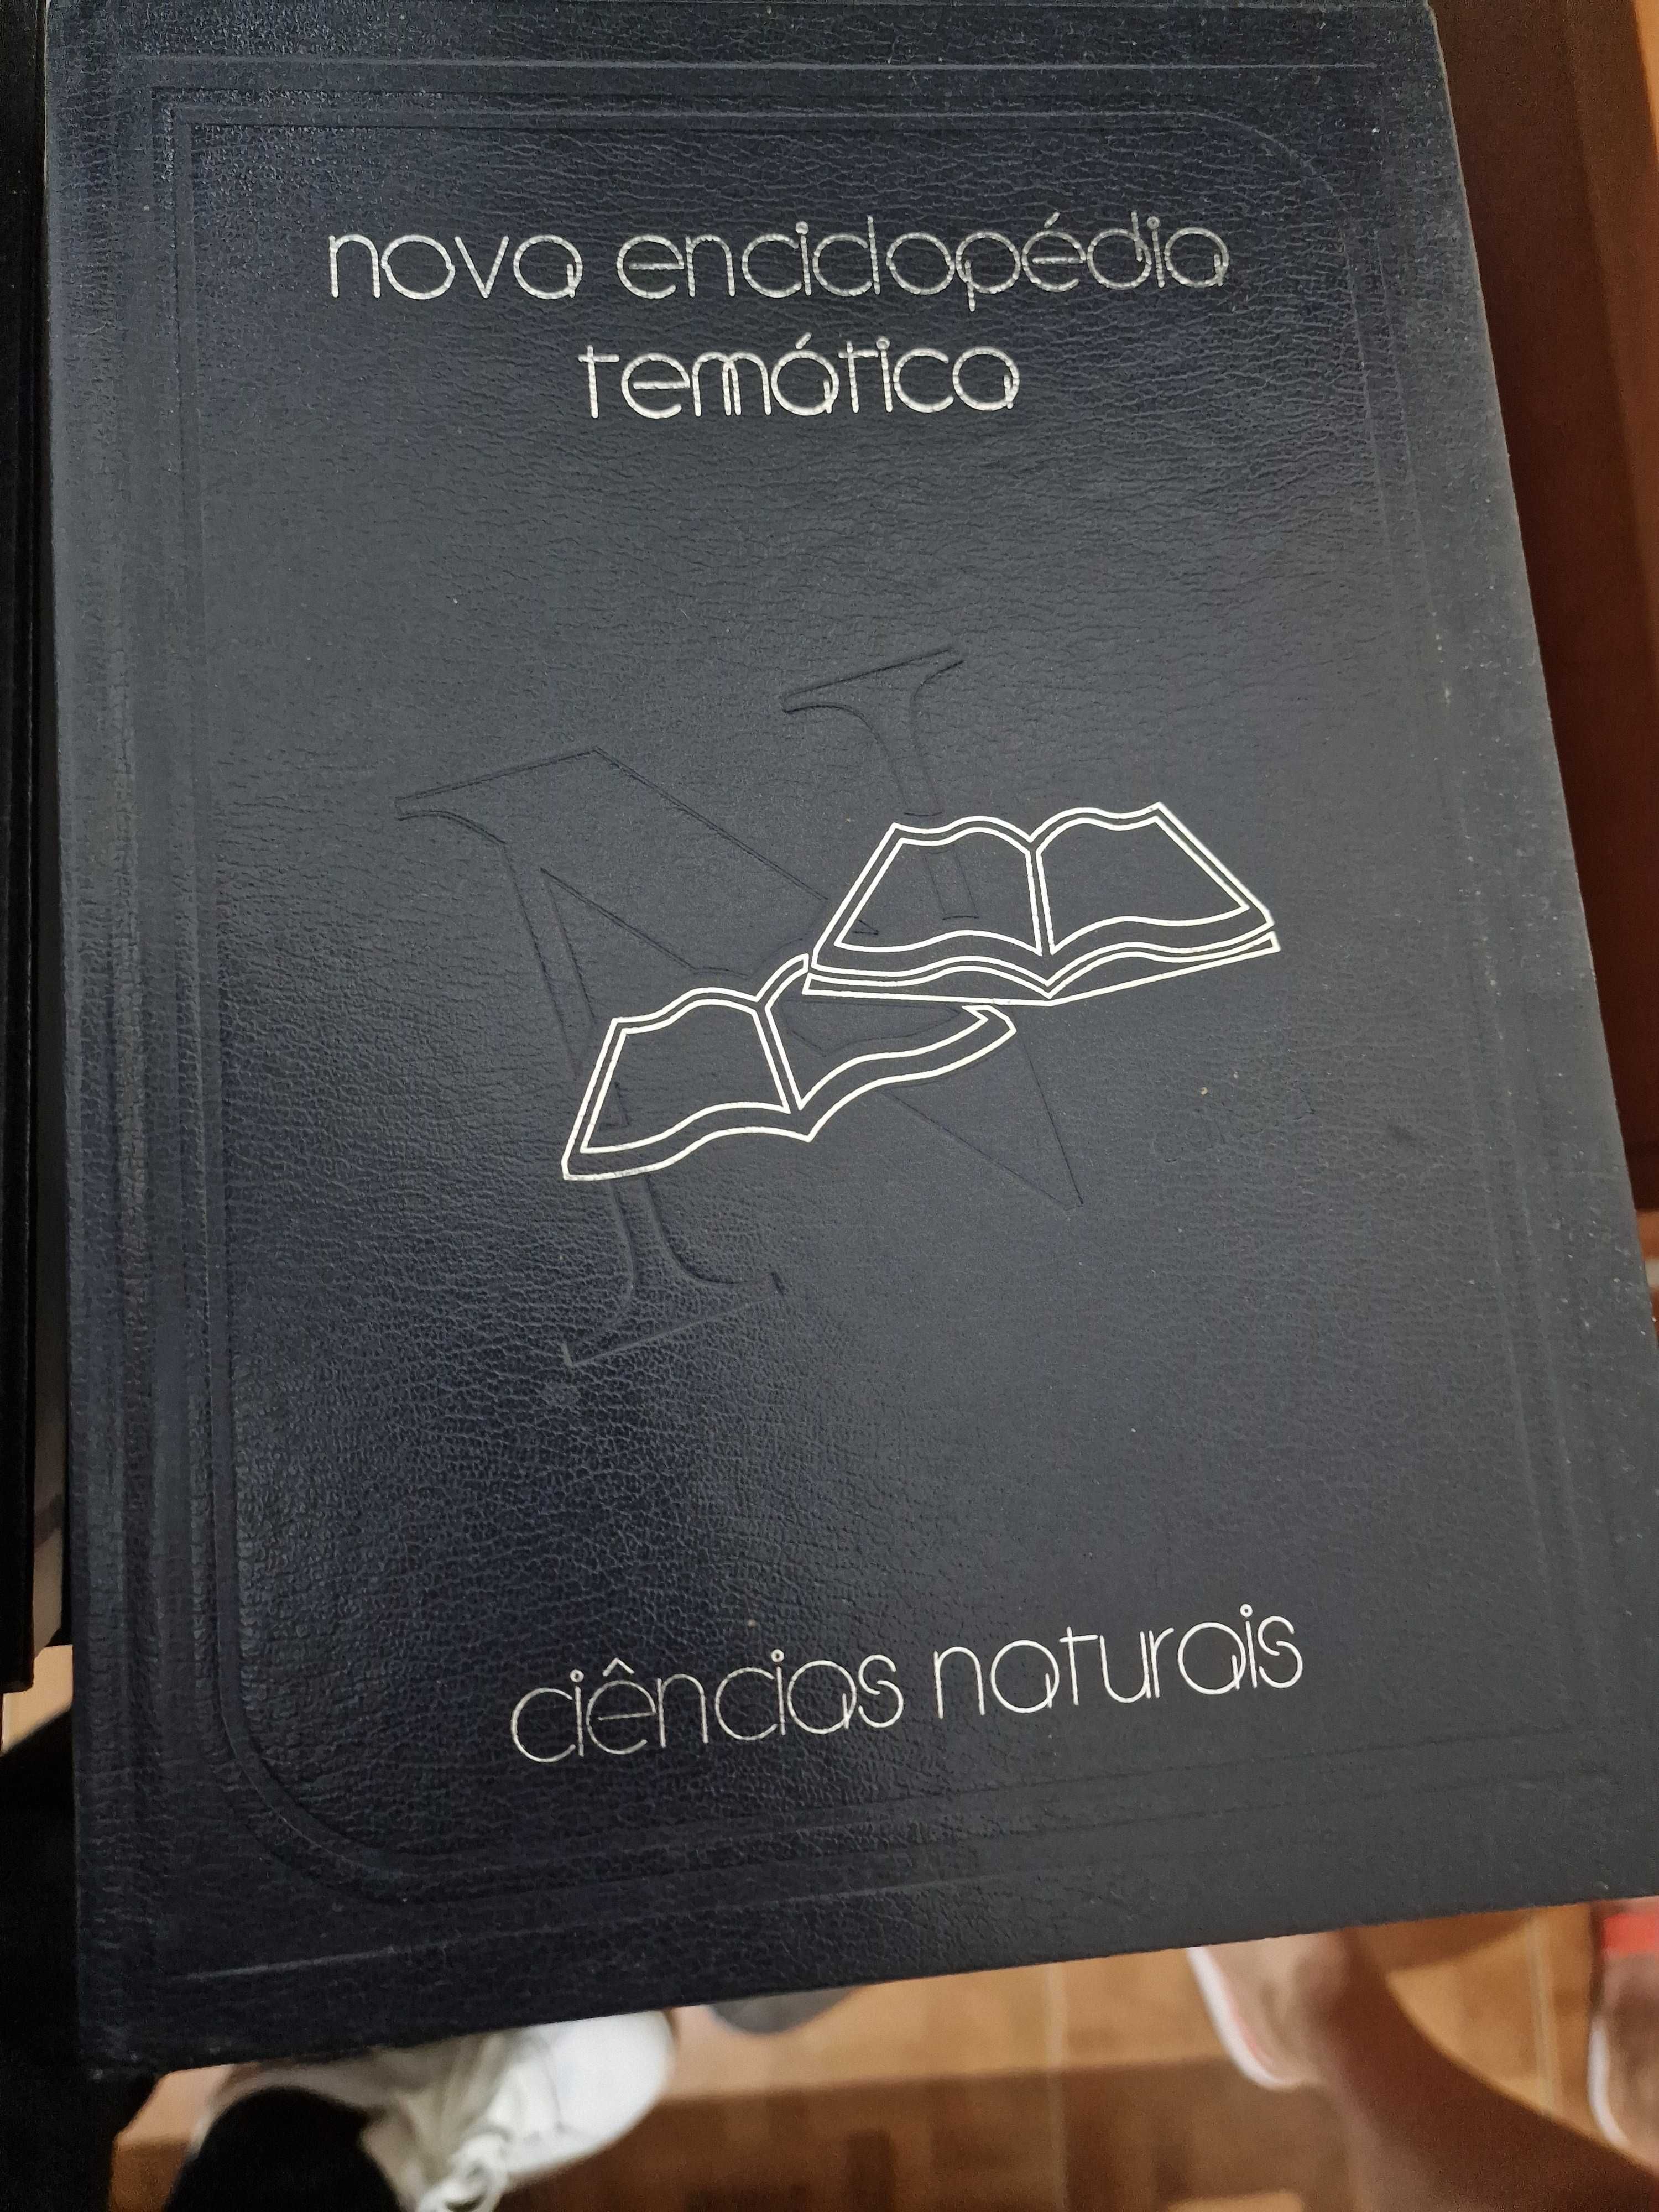 nova enciclopédia
temática
N
ciências naturais